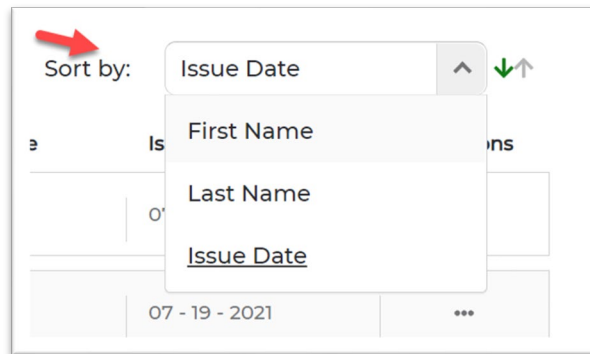 Sort by: Issue Date
First Name
Last Name
Issue Date
07 - 19 - 2021 •••